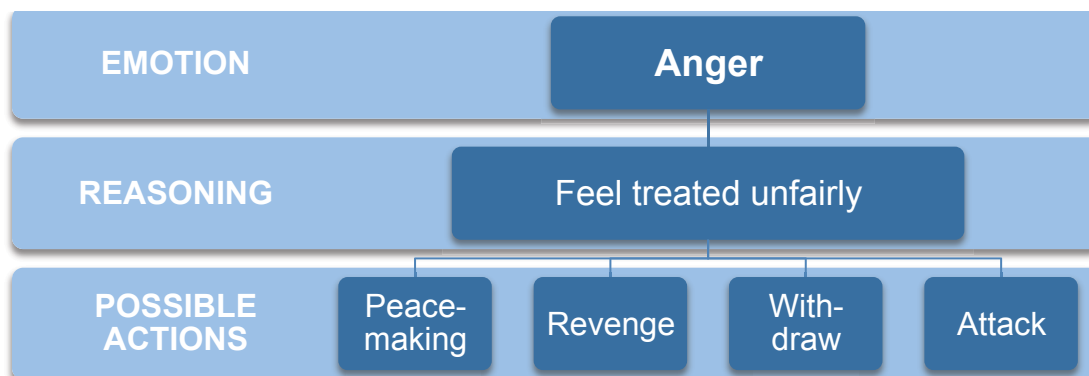 EMOTION
Anger
REASONING
Feel treated unfairly
POSSIBLE
ACTIONS
Peace-
making
Revenge
With-
draw
Attack